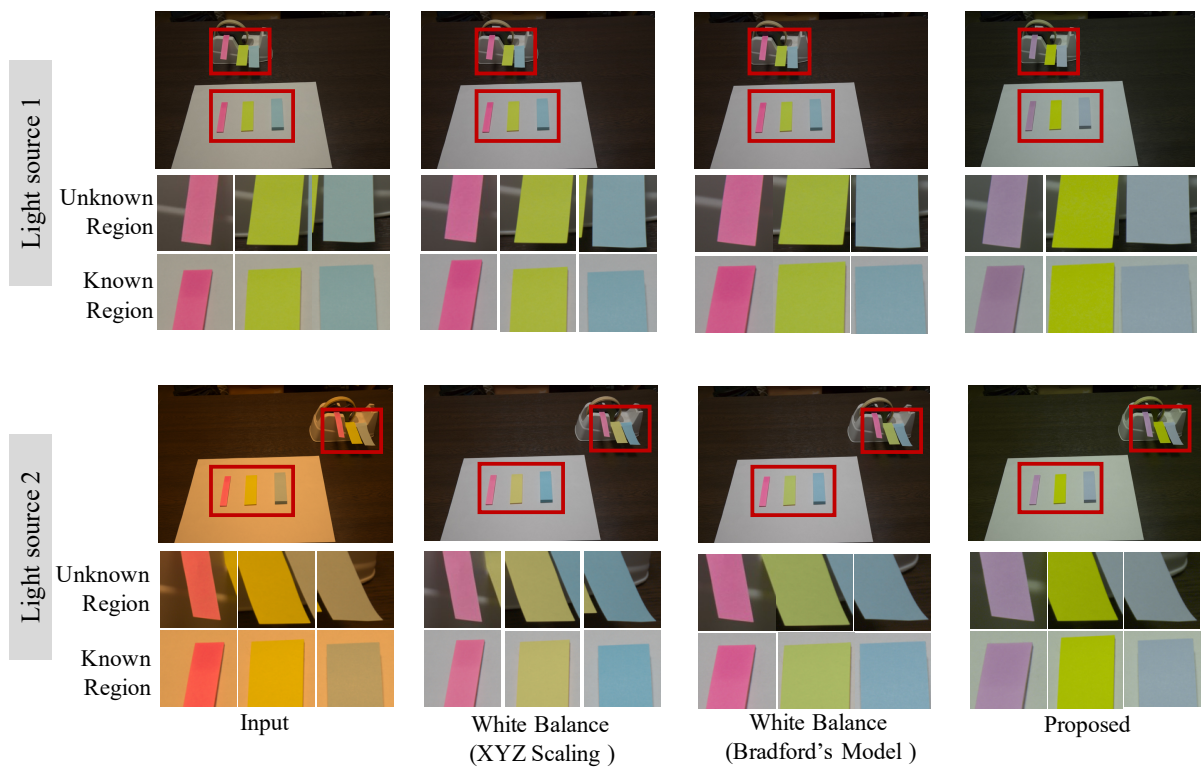 Light source 1
Unknown
Region
Known
Region
Light source 2
Unknown
Region
Known
Region
Input
White Balance
(XYZ Scaling )
White Balance
(Bradford's Model )
Proposed